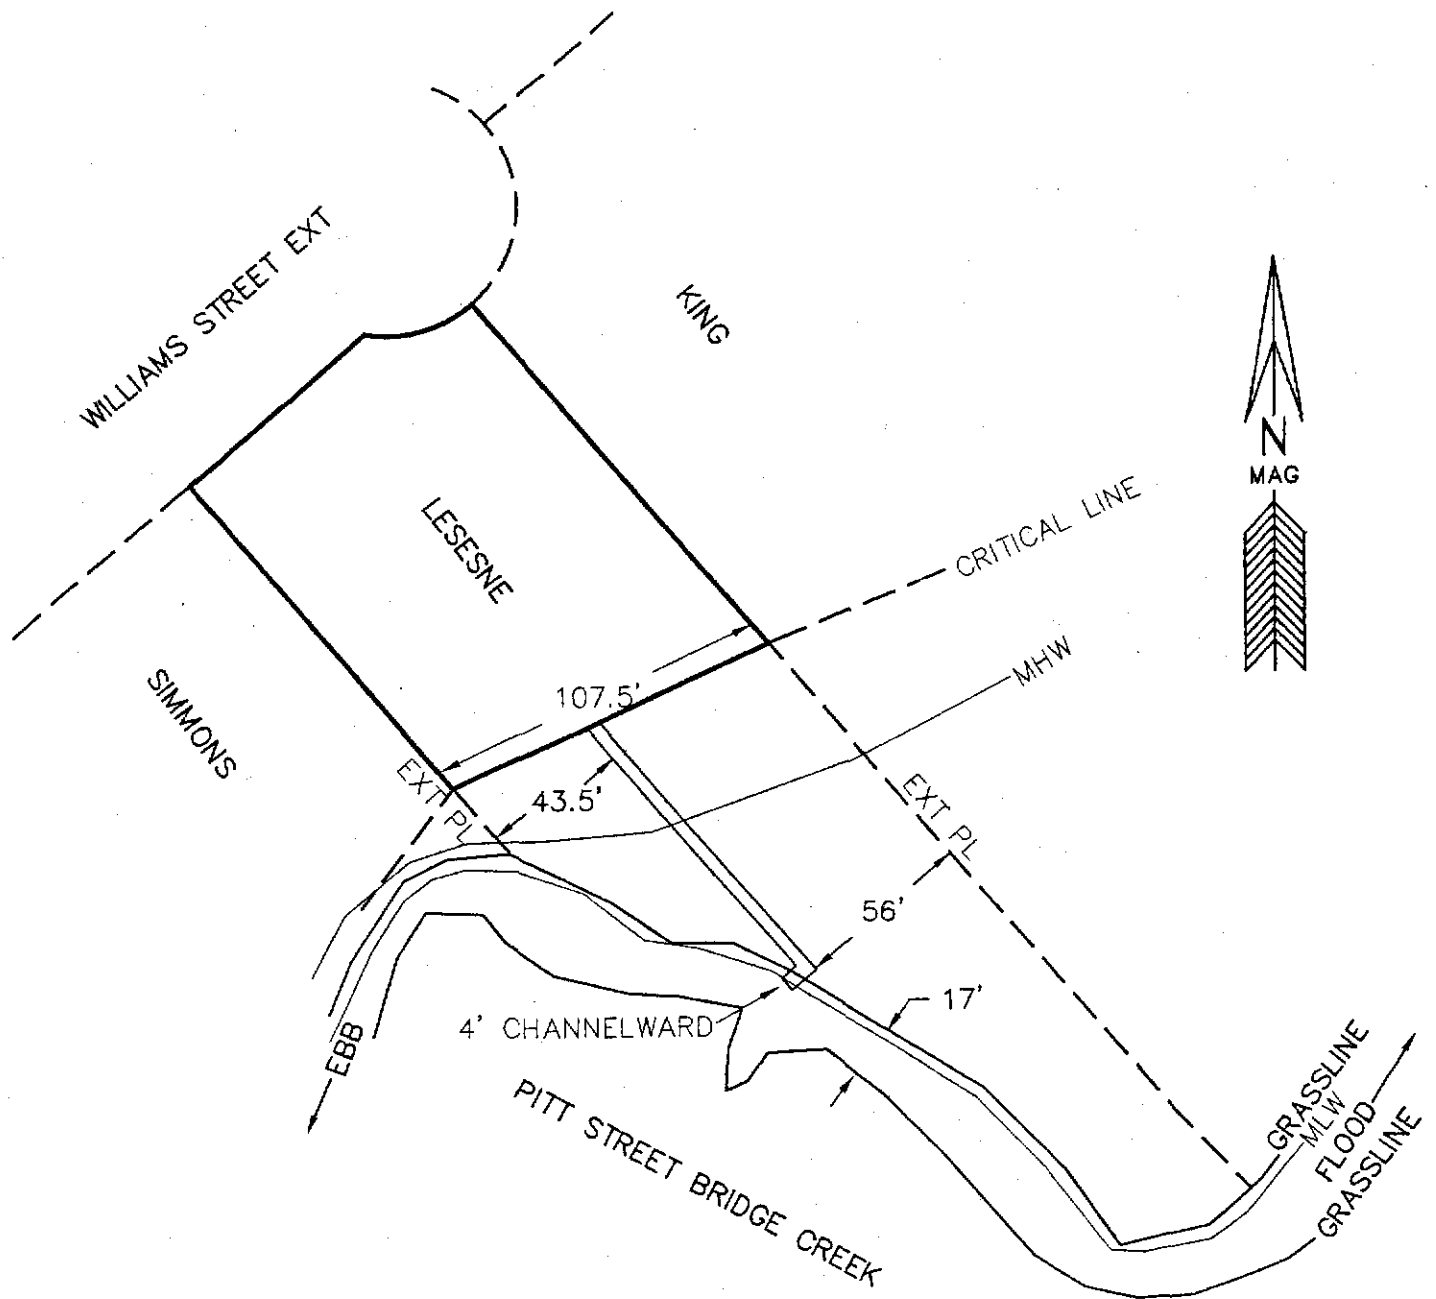 WILLIAMS STREET EXT
KING
N
MAG
CRITICAL LINE
LESESNE
MHW
SIMMONS
107.5'
EXT PL
43.5'
EXT PL
56'
17'
4' CHANNELWARD
EBB
PITT STREET BRIDGE CREEK
GRASSLINE
MLW
FLOOD
GRASSLINE